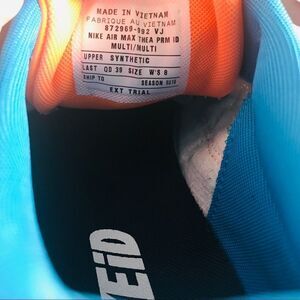 MADE IN VIETNAM
FABRIQUE AU VIETNAM
872969-992 VJ
NIKE AIR MAX THEA PRM ID
MULTI/MULTI
UPPER SYNTHETIC
LAST QD 39 SIZE W'S 8
SHIP TO SEASON
EXT TRIAL
EiD